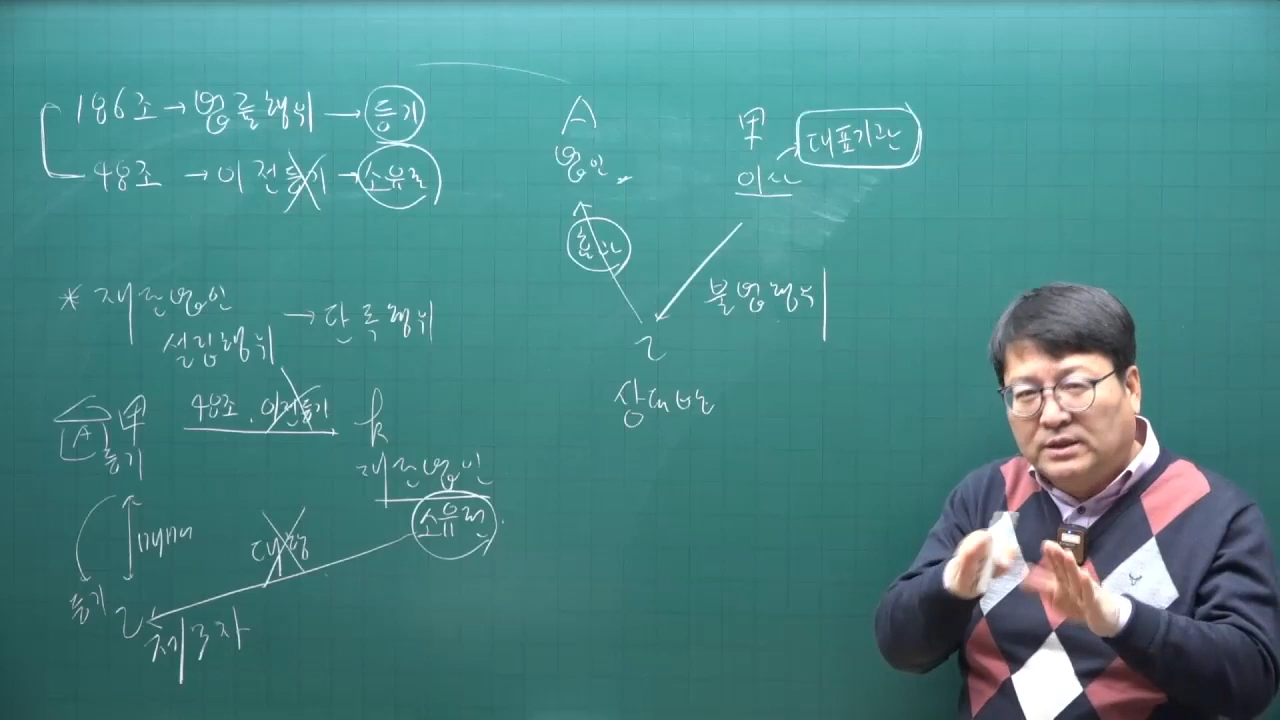 186조 → 법률행위 → 등기
48조 → 이전등기 → 소유권
* 재단법인
설립행위 → 단독행위
A 甲 48조. 이전등기 k
등기 재단법인
소유권
매매 대항
등기 乙 제3자
A 甲 대표기관
법인 이사
불법행위
乙
상대방